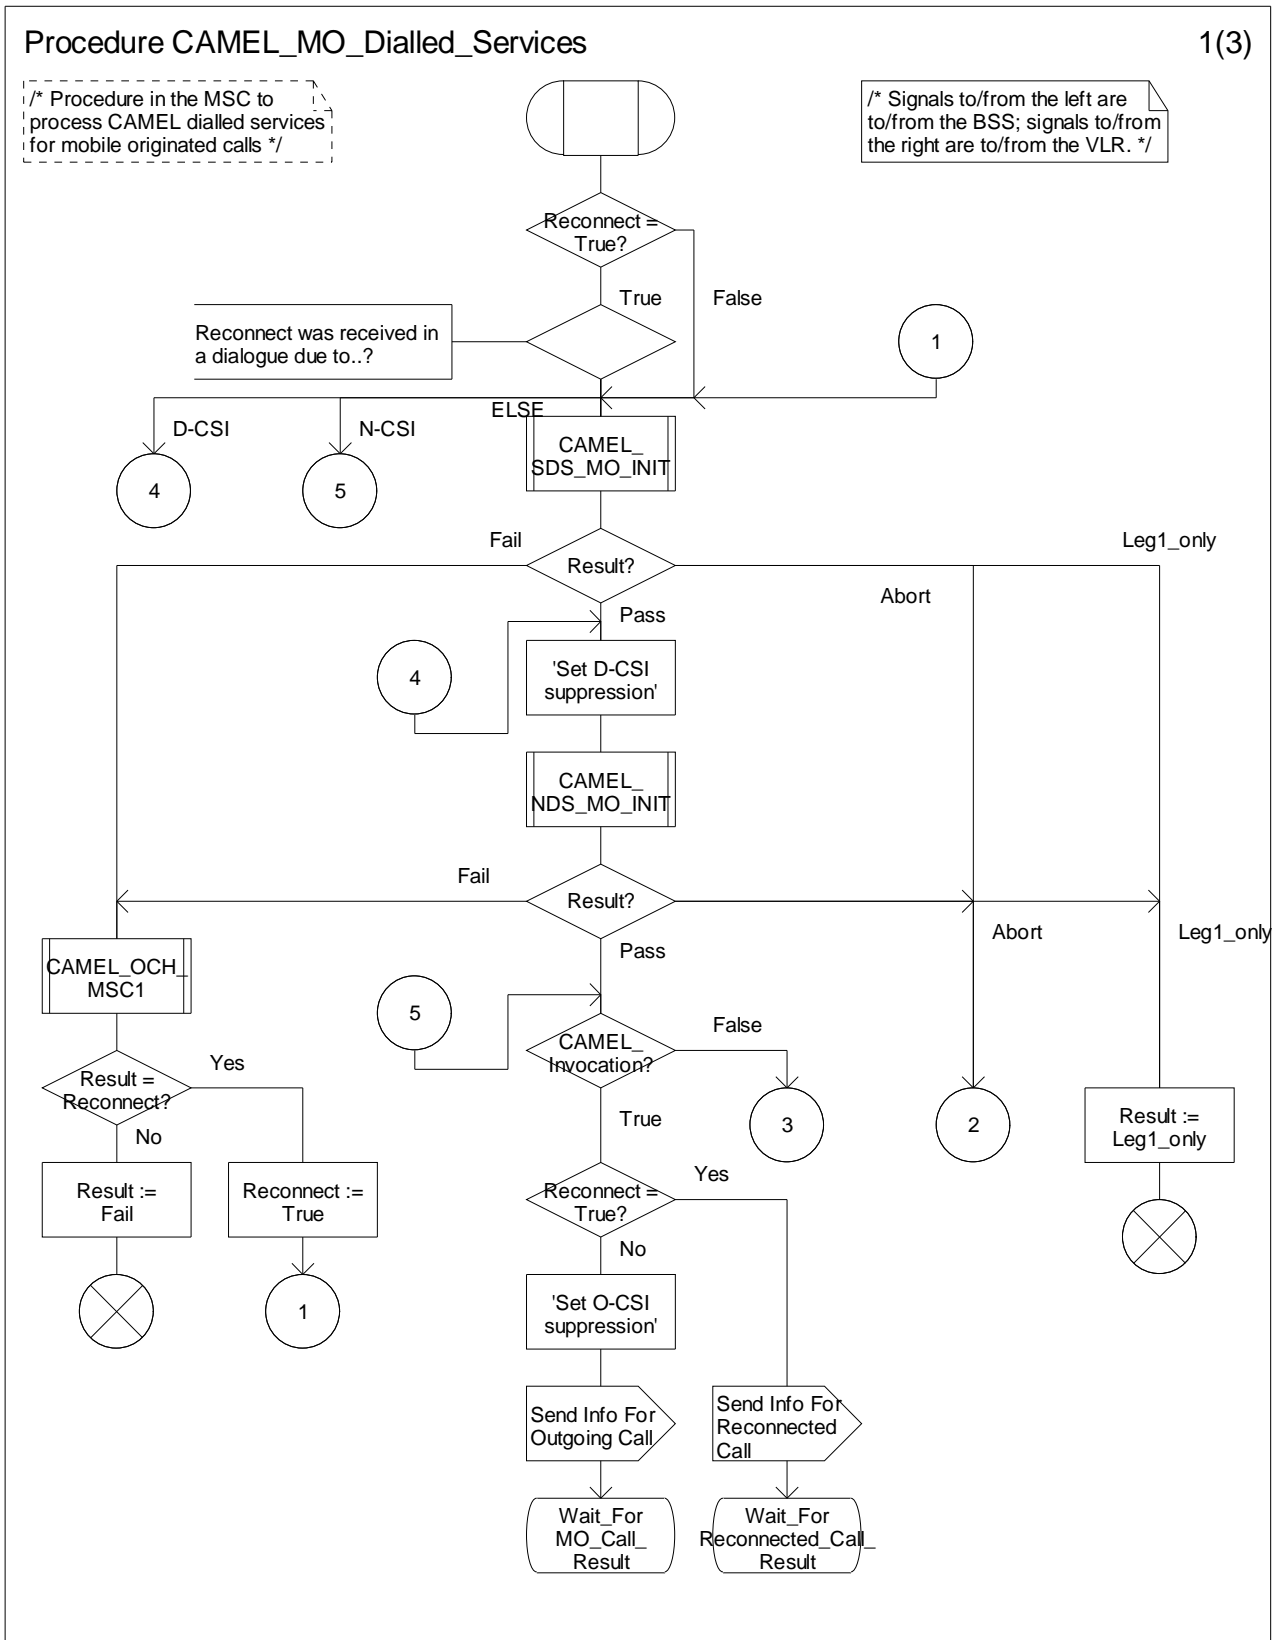 Procedure CAMEL_MO_Dialled_Services
1(3)
/* Procedure in the MSC to
process CAMEL dialled services
for mobile originated calls */
/* Signals to/from the left are
to/from the BSS; signals to/from
the right are to/from the VLR. */
Reconnect =
True?
True
False
Reconnect was received in
a dialogue due to..?
1
ELSE
D-CSI
N-CSI
4
5
CAMEL_
SDS_MO_INIT
Fail
Result?
Leg1_only
Abort
Pass
4
'Set D-CSI
suppression'
CAMEL_
NDS_MO_INIT
Fail
Result?
Abort
Leg1_only
Pass
CAMEL_OCH_
MSC1
5
CAMEL_
Invocation?
False
Result =
Reconnect?
Yes
No
True
3
2
Result :=
Leg1_only
Result :=
Fail
Reconnect :=
True
Reconnect =
True?
Yes
No
1
'Set O-CSI
suppression'
Send Info For
Outgoing Call
Send Info For
Reconnected
Call
Wait_For
MO_Call_
Result
Wait_For
Reconnected_Call_
Result